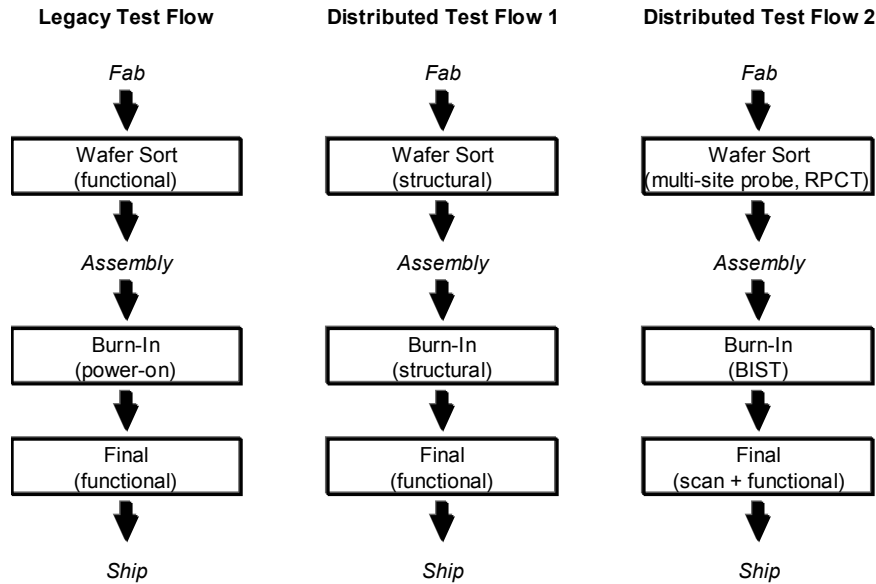 Legacy Test Flow
Fab
Wafer Sort
(functional)
Assembly
Burn-In
(power-on)
Final
(functional)
Ship
Distributed Test Flow 1
Fab
Wafer Sort
(structural)
Assembly
Burn-In
(structural)
Final
(functional)
Ship
Distributed Test Flow 2
Fab
Wafer Sort
(multi-site probe, RPCT)
Assembly
Burn-In
(BIST)
Final
(scan + functional)
Ship